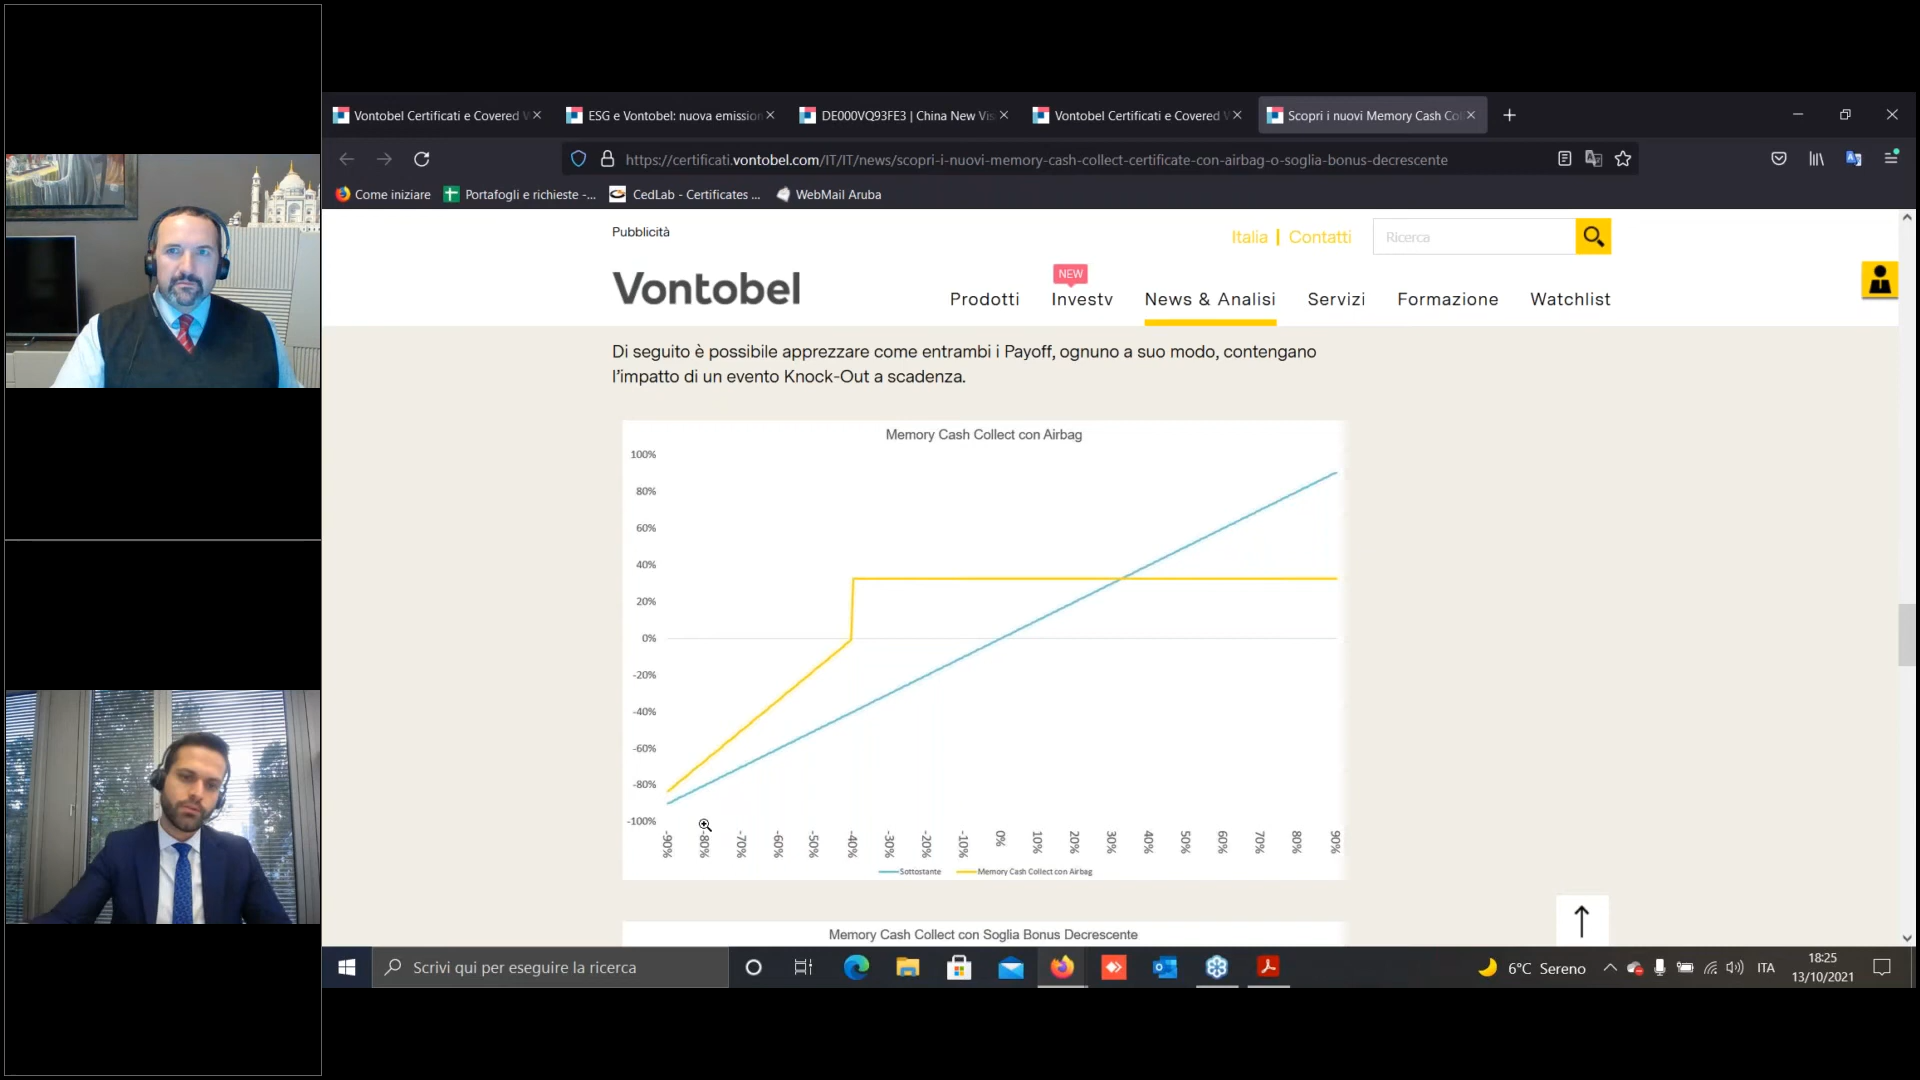 Vontobel Certificati e Covered W
ESG e Vontobel: nuova emission
DE000VQ93FE3 | China New Vis
Vontobel Certificati e Covered W
Scopri i nuovi Memory Cash Col
https://certificati.vontobel.com/IT/IT/news/scopri-i-nuovi-memory-cash-collect-certificate-con-airbag-o-soglia-bonus-decrescente
Come iniziare
Portafogli e richieste -...
CedLab - Certificates ...
WebMail Aruba
Pubblicità
Italia | Contatti
Ricerca
Vontobel
NEW
Prodotti
Investv
News & Analisi
Servizi
Formazione
Watchlist
Di seguito è possibile apprezzare come entrambi i Payoff, ognuno a suo modo, contengano
l'impatto di un evento Knock-Out a scadenza.
Memory Cash Collect con Airbag
100%
80%
60%
40%
20%
0%
-20%
-40%
-60%
-80%
-100%
-90%
-80%
-70%
-60%
-50%
-40%
-30%
-20%
-10%
0%
10%
20%
30%
40%
50%
60%
70%
80%
90%
Sottostante
Memory Cash Collect con Airbag
Memory Cash Collect con Soglia Bonus Decrescente
Scrivi qui per eseguire la ricerca
6°C Sereno
ITA
18:25
13/10/2021